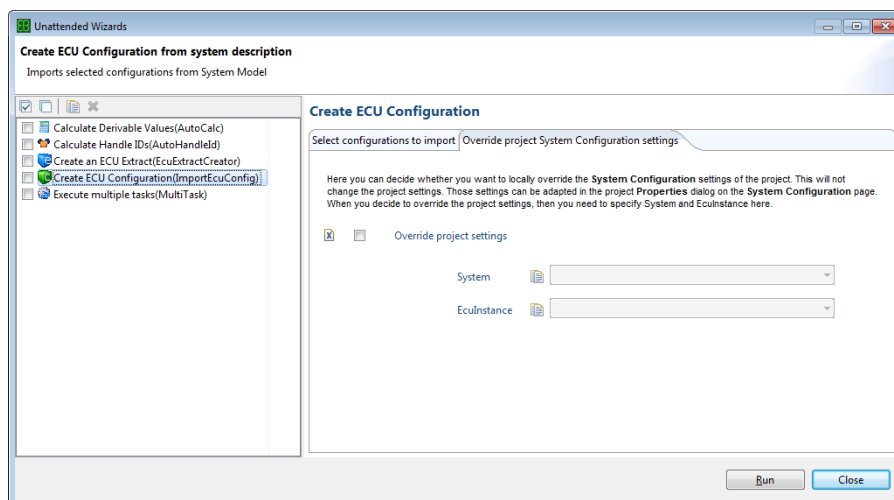 Unattended Wizards
Create ECU Configuration from system description
Imports selected configurations from System Model
Calculate Derivable Values(AutoCalc)
Calculate Handle IDs(AutoHandleId)
Create an ECU Extract(EcuExtractCreator)
Create ECU Configuration(ImportEcuConfig)
Execute multiple tasks(MultiTask)
Create ECU Configuration
Select configurations to import
Override project System Configuration settings
Here you can decide whether you want to locally override the System Configuration settings of the project. This will not
change the project settings. Those settings can be adapted in the project Properties dialog on the System Configuration page.
When you decide to override the project settings, then you need to specify System and EcuInstance here.
Override project settings
System
EcuInstance
Run
Close